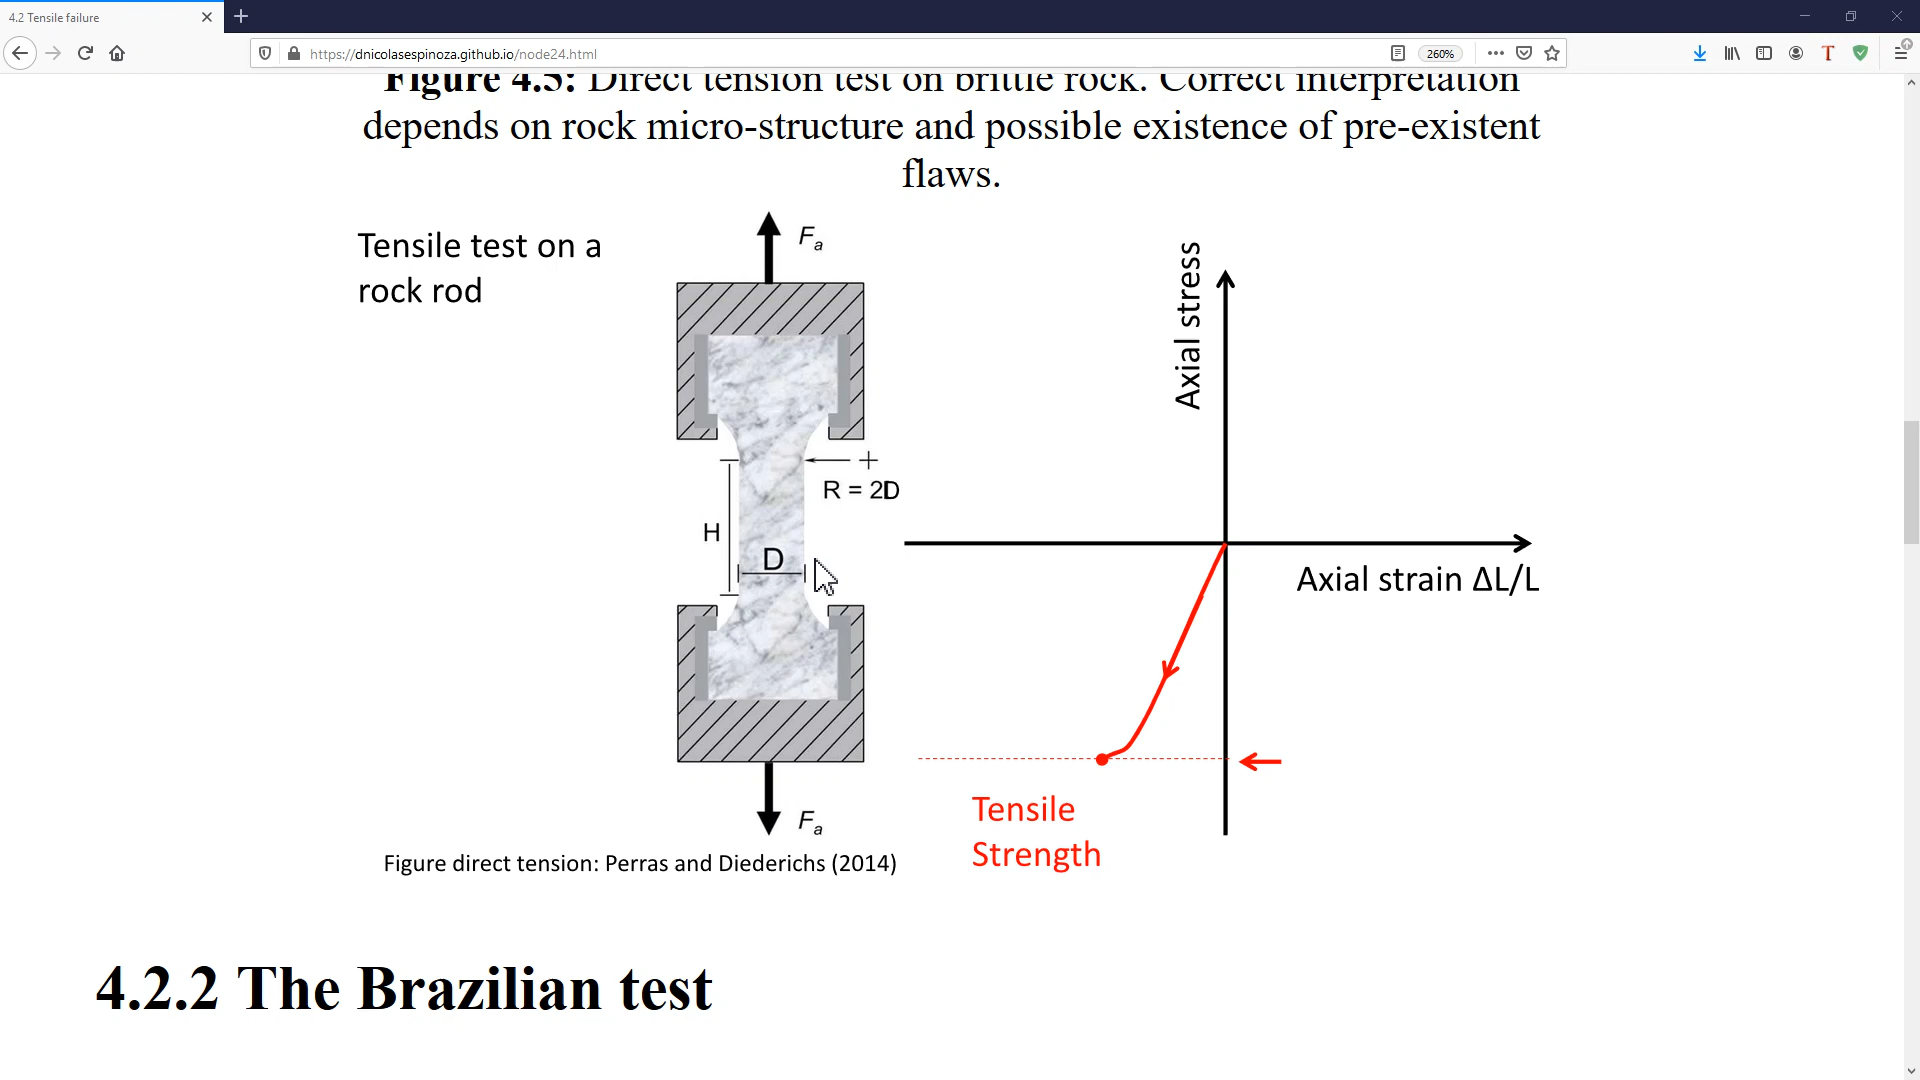 4.2 Tensile failure
https://dnicolasespinoza.github.io/node24.html
260%
T
Figure 4.5: Direct tension test on brittle rock. Correct interpretation
depends on rock micro-structure and possible existence of pre-existent
flaws.
Tensile test on a
rock rod
Fa
R = 2D
H
D
Fa
Figure direct tension: Perras and Diederichs (2014)
Axial stress
Axial strain ΔL/L
Tensile
Strength
4.2.2 The Brazilian test